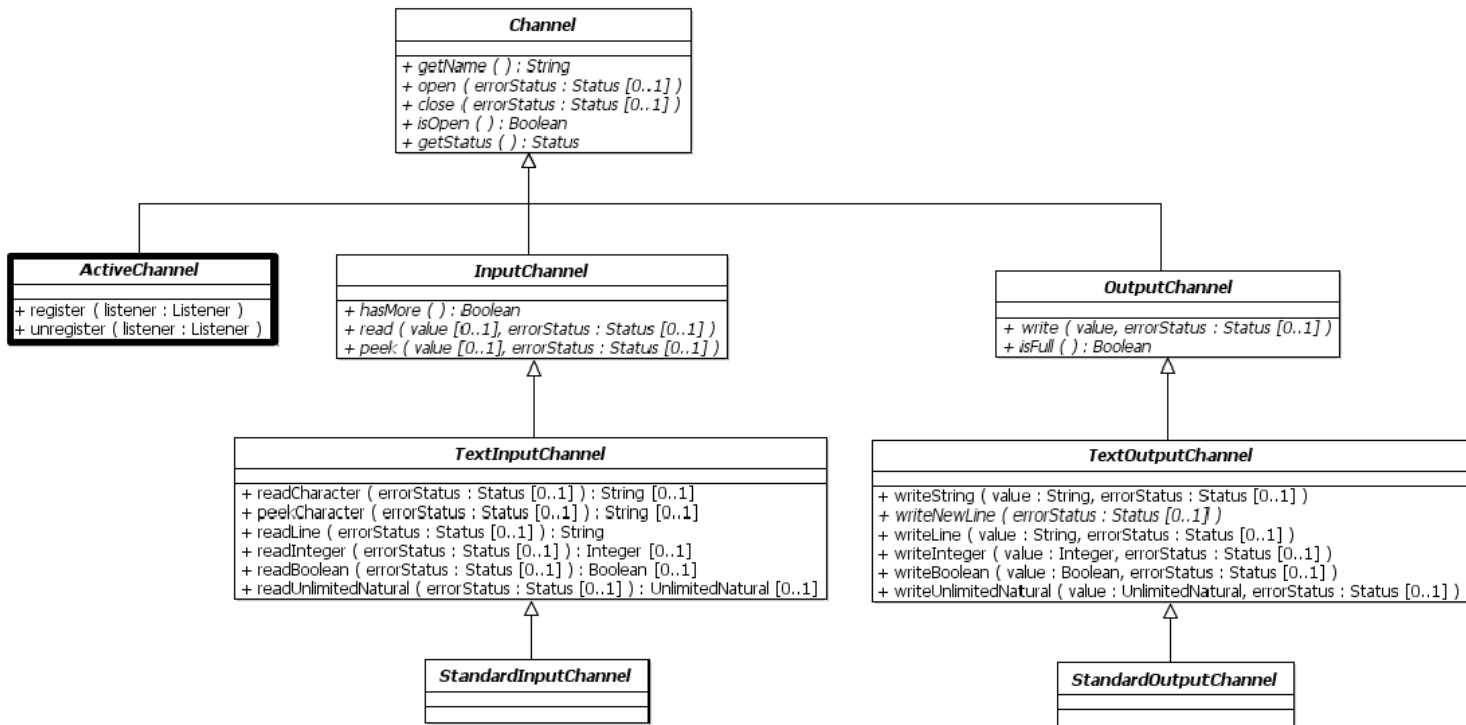 Channel
+ getName ( ) : String
+ open ( errorStatus : Status [0..1] )
+ close ( errorStatus : Status [0..1] )
+ isOpen ( ) : Boolean
+ getStatus ( ) : Status
ActiveChannel
+ register ( listener : Listener )
+ unregister ( listener : Listener )
InputChannel
+ hasMore ( ) : Boolean
+ read ( value [0..1], errorStatus : Status [0..1] )
+ peek ( value [0..1], errorStatus : Status [0..1] )
OutputChannel
+ write ( value, errorStatus : Status [0..1] )
+ isFull ( ) : Boolean
TextInputChannel
+ readCharacter ( errorStatus : Status [0..1] ) : String [0..1]
+ peekCharacter ( errorStatus : Status [0..1] ) : String [0..1]
+ readLine ( errorStatus : Status [0..1] ) : String
+ readInteger ( errorStatus : Status [0..1] ) : Integer [0..1]
+ readBoolean ( errorStatus : Status [0..1] ) : Boolean [0..1]
+ readUnlimitedNatural ( errorStatus : Status [0..1] ) : UnlimitedNatural [0..1]
TextOutputChannel
+ writeString ( value : String, errorStatus : Status [0..1] )
+ writeNewLine ( errorStatus : Status [0..1] )
+ writeLine ( value : String, errorStatus : Status [0..1] )
+ writeInteger ( value : Integer, errorStatus : Status [0..1] )
+ writeBoolean ( value : Boolean, errorStatus : Status [0..1] )
+ writeUnlimitedNatural ( value : UnlimitedNatural, errorStatus : Status [0..1] )
StandardInputChannel
StandardOutputChannel